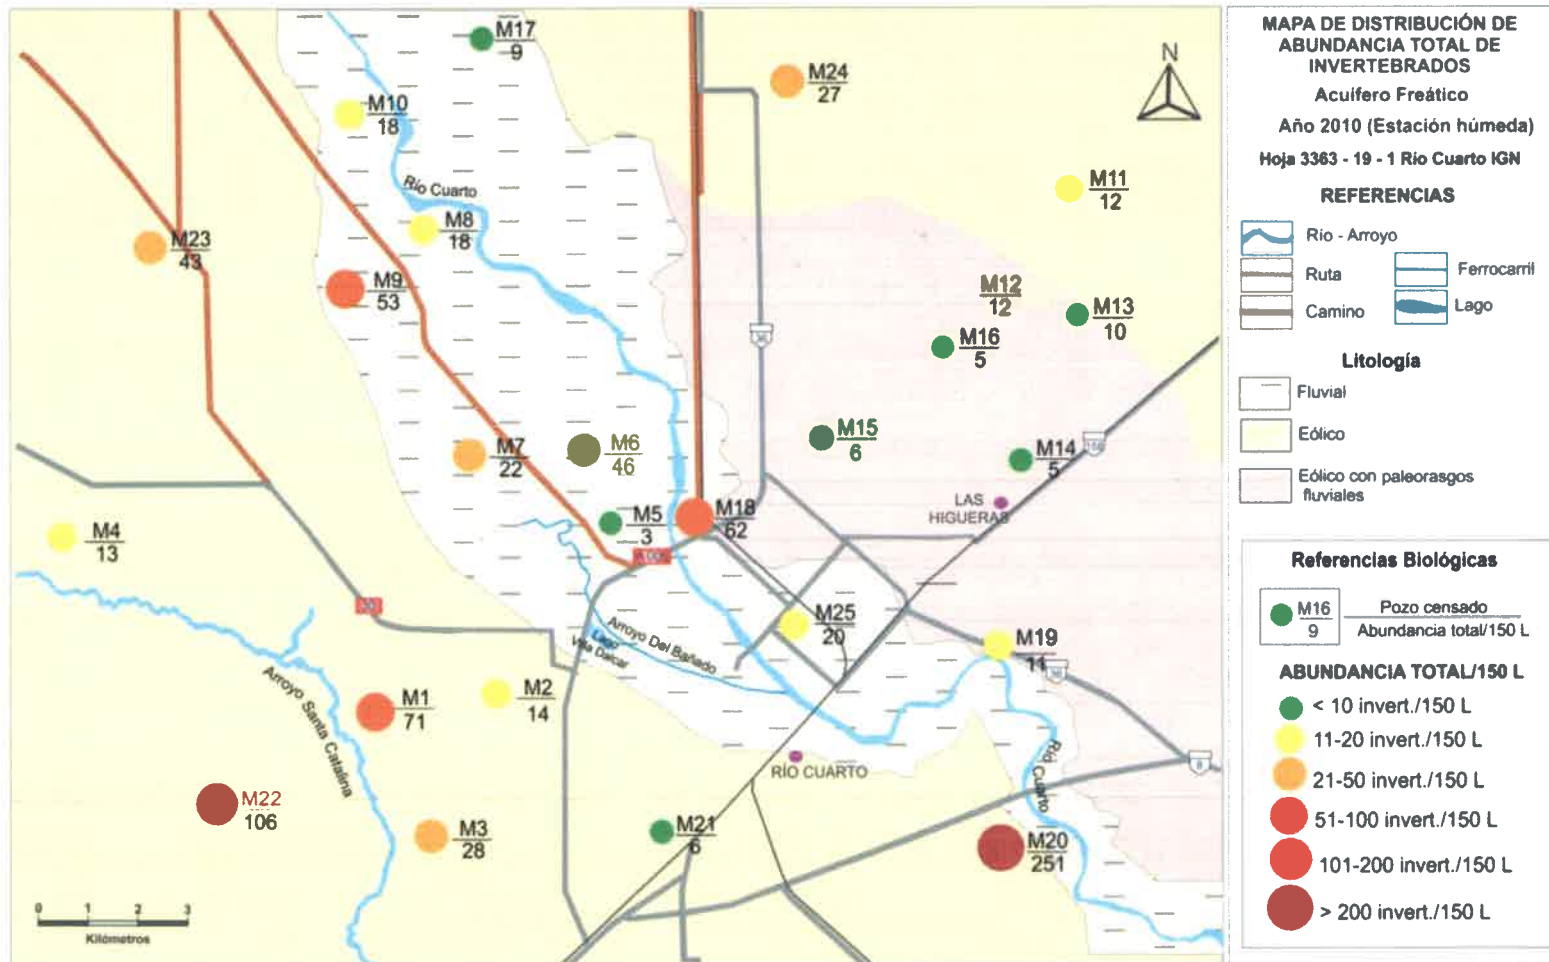 M17
9
M24
27
N
M10
18
Río Cuarto
M11
12
M8
18
M23
43
M9
53
M12
12
M13
10
36
M16
5
M15
6
M7
22
M6
46
M14
5
158
LAS
HIGUERAS
M5
3
M18
62
M4
13
M25
20
Arroyo Del Bañado
Lago
Villa Dalcar
M19
11
36
Arroyo Santa Catalina
M1
71
M2
14
Río Cuarto
8
RÍO CUARTO
M22
106
M3
28
M21
6
M20
251
0 1 2 3
Kilómetros
MAPA DE DISTRIBUCIÓN DE
ABUNDANCIA TOTAL DE
INVERTEBRADOS
Acuífero Freático
Año 2010 (Estación húmeda)
Hoja 3363 - 19 - 1 Río Cuarto IGN
REFERENCIAS
Río - Arroyo
Ruta
Ferrocarril
Camino
Lago
Litología
Fluvial
Eólico
Eólico con paleorasgos
fluviales
Referencias Biológicas
M16 Pozo censado
9 Abundancia total/150 L
ABUNDANCIA TOTAL/150 L
< 10 invert./150 L
11-20 invert./150 L
21-50 invert./150 L
51-100 invert./150 L
101-200 invert./150 L
> 200 invert./150 L